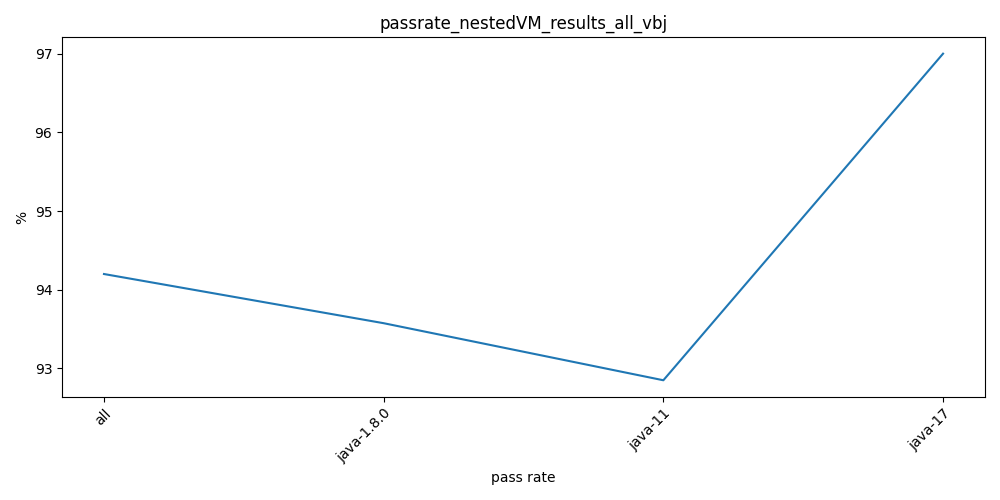 passrate_nestedVM_results_all_vbj
97
96
95
94
93
%
all
java-1.8.0
java-11
java-17
pass rate